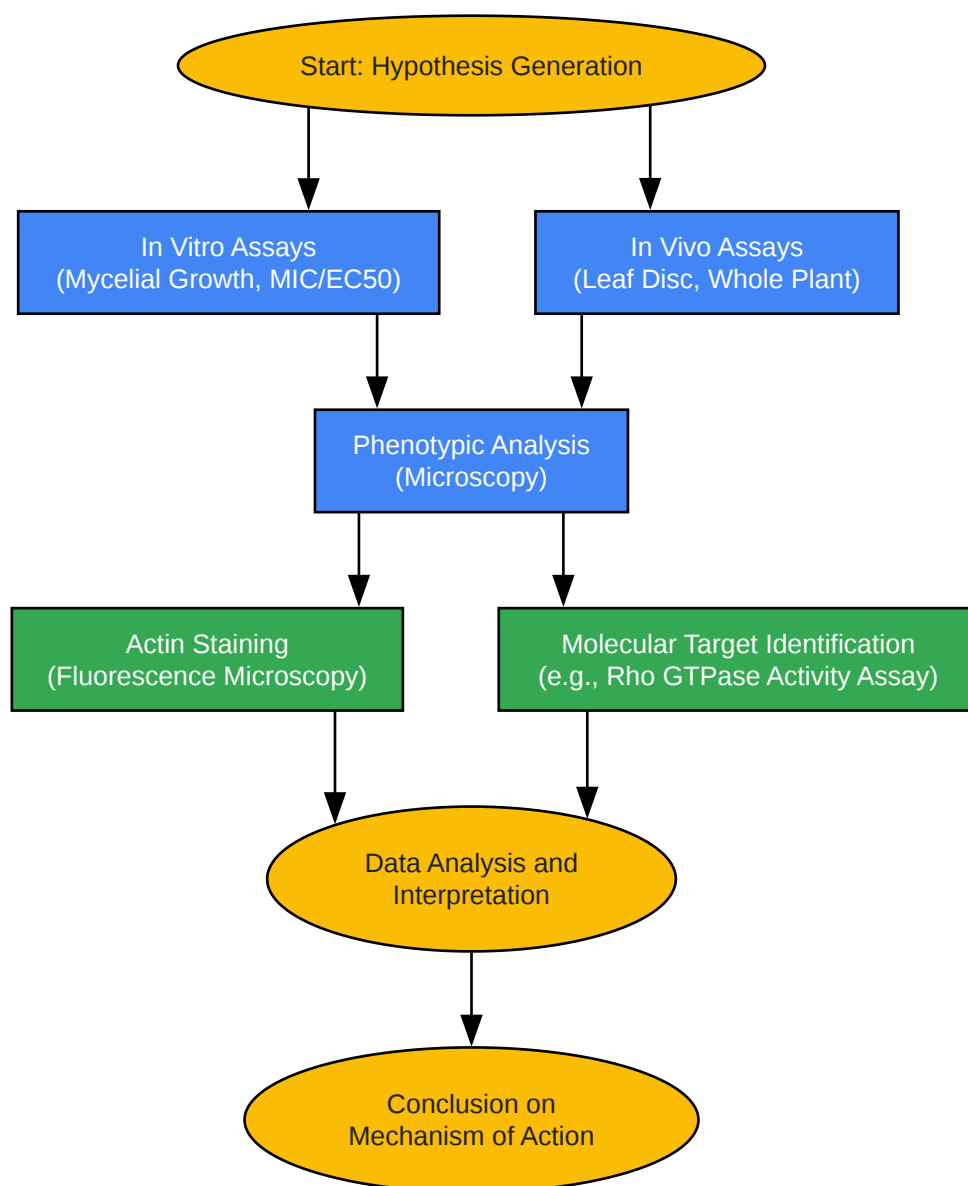 Start: Hypothesis Generation
In Vitro Assays
(Mycelial Growth, MIC/EC50)
In Vivo Assays
(Leaf Disc, Whole Plant)
Phenotypic Analysis
(Microscopy)
Actin Staining
(Fluorescence Microscopy)
Molecular Target Identification
(e.g., Rho GTPase Activity Assay)
Data Analysis and
Interpretation
Conclusion on
Mechanism of Action